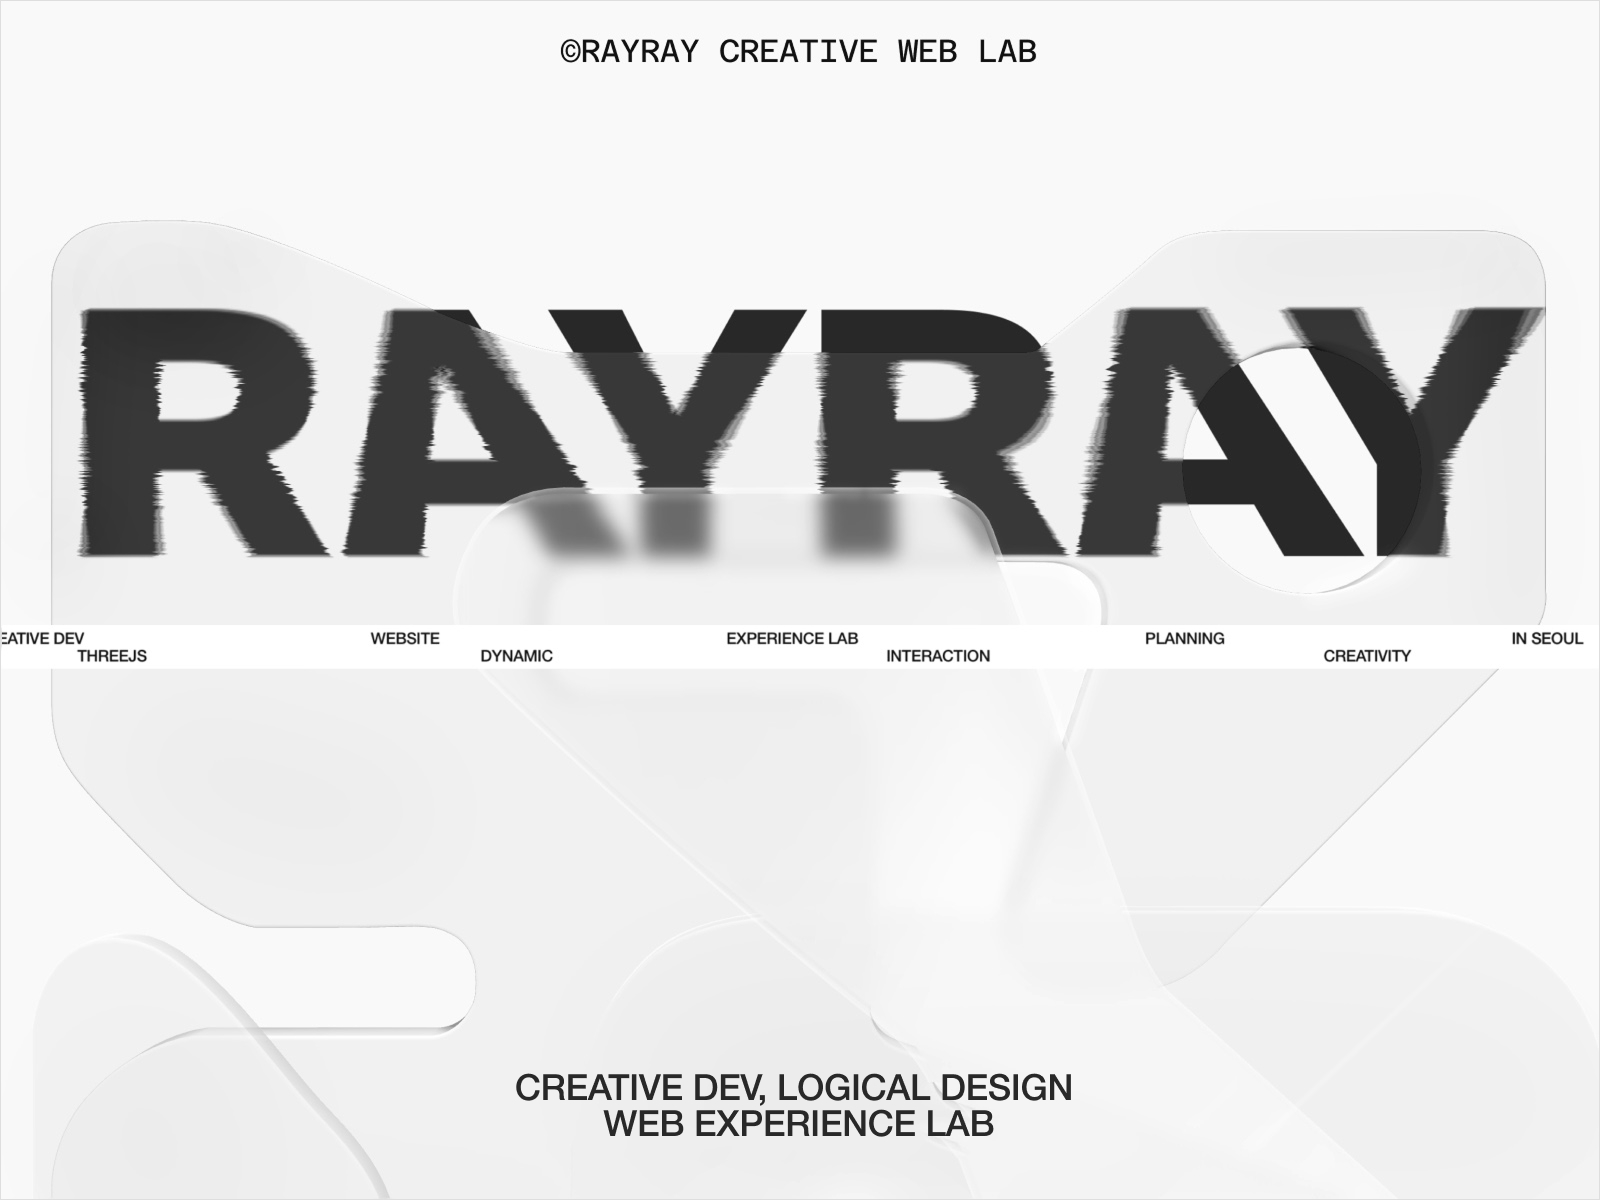 ©RAYRAY CREATIVE WEB LAB
RAYRAY
EATIVE DEV WEBSITE EXPERIENCE LAB PLANNING IN SEOUL
THREEJS DYNAMIC INTERACTION CREATIVITY
CREATIVE DEV, LOGICAL DESIGN
WEB EXPERIENCE LAB